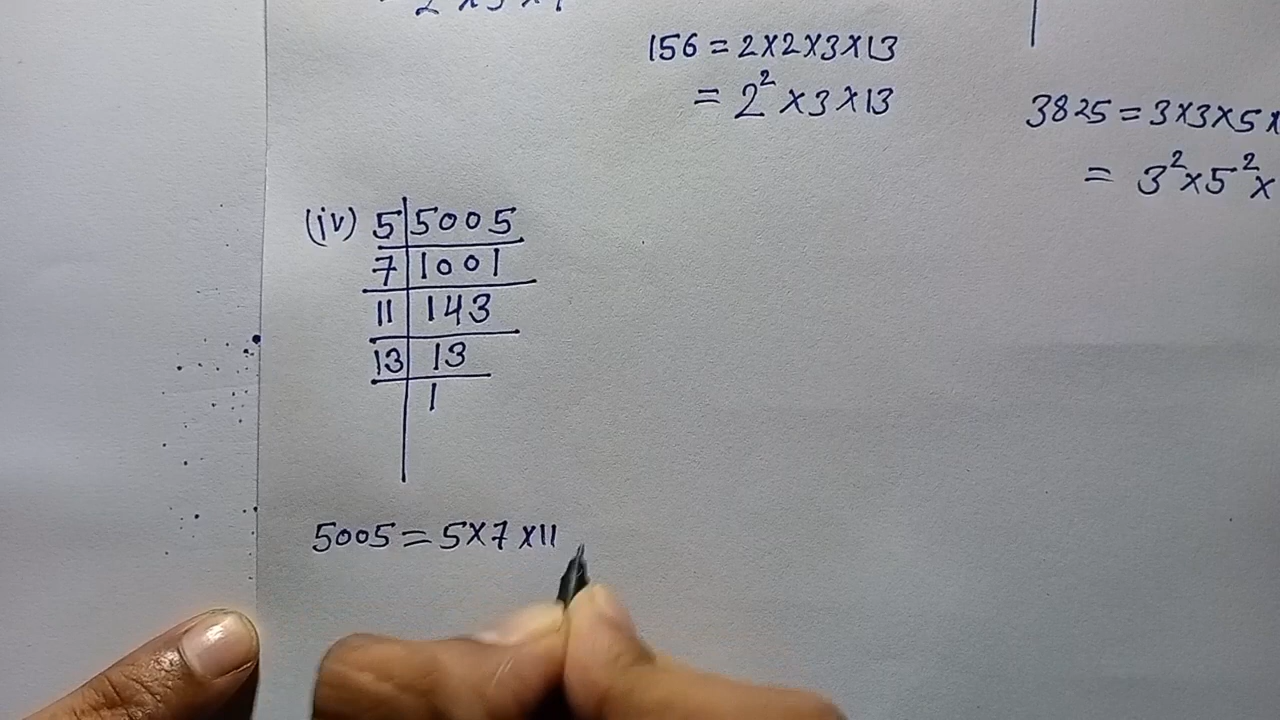 156 = 2×2×3×13
= 2² ×3×13
3825 = 3×3×5×
= 3²×5²×
(iv) 5 | 5005
7 | 1001
11 | 143
13 | 13
1
5005 = 5×7×11